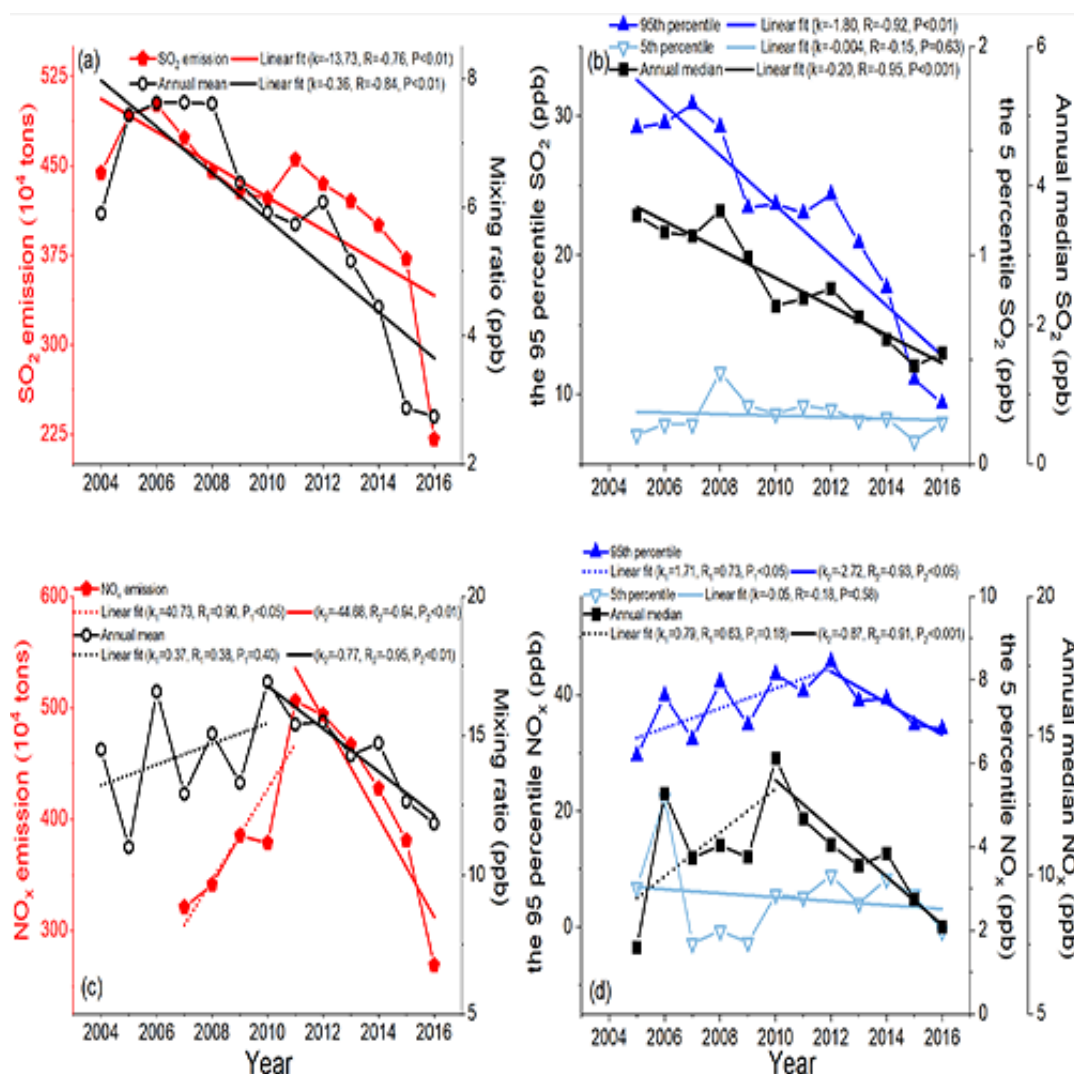 (a)
SO₂ emission Linear fit (k=-13.73, R=-0.76, P<0.01)
Annual mean Linear fit (k=-0.36, R=-0.84, P<0.01)
525
450
375
300
225
SO₂ emission (10⁴ tons)
8
6
4
2
Mixing ratio (ppb)
2004 2006 2008 2010 2012 2014 2016
95th percentile Linear fit (k=-1.80, R=-0.92, P<0.01)
5th percentile Linear fit (k=-0.004, R=-0.15, P=0.63)
Annual median Linear fit (k=-0.20, R=-0.95, P<0.001)
(b)
30
20
10
the 95 percentile SO₂ (ppb)
2
1
0
the 5 percentile SO₂ (ppb)
6
4
2
0
Annual median SO₂ (ppb)
2004 2006 2008 2010 2012 2014 2016
NOₓ emission
Linear fit (k₁=40.73, R₁=0.90, P₁<0.05) (k₂=-44.68, R₂=-0.94, P₂<0.01)
Annual mean
Linear fit (k₁=0.37, R₁=0.38, P₁=0.40) (k₂=-0.77, R₂=-0.95, P₂<0.01)
600
500
400
300
NOₓ emission (10⁴ tons)
20
15
10
5
Mixing ratio (ppb)
(c)
2004 2006 2008 2010 2012 2014 2016
Year
95th percentile
Linear fit (k₁=1.71, R₁=0.73, P₁<0.05) (k₂=-2.72, R₂=-0.93, P₂<0.05)
5th percentile Linear fit (k=-0.05, R=-0.18, P=0.58)
Annual median
Linear fit (k₁=0.79, R₁=0.63, P₁=0.18) (k₂=-0.87, R₂=-0.91, P₂<0.001)
40
20
0
the 95 percentile NOₓ (ppb)
10
8
6
4
2
0
the 5 percentile NOₓ (ppb)
20
15
10
5
Annual median NOₓ (ppb)
(d)
2004 2006 2008 2010 2012 2014 2016
Year